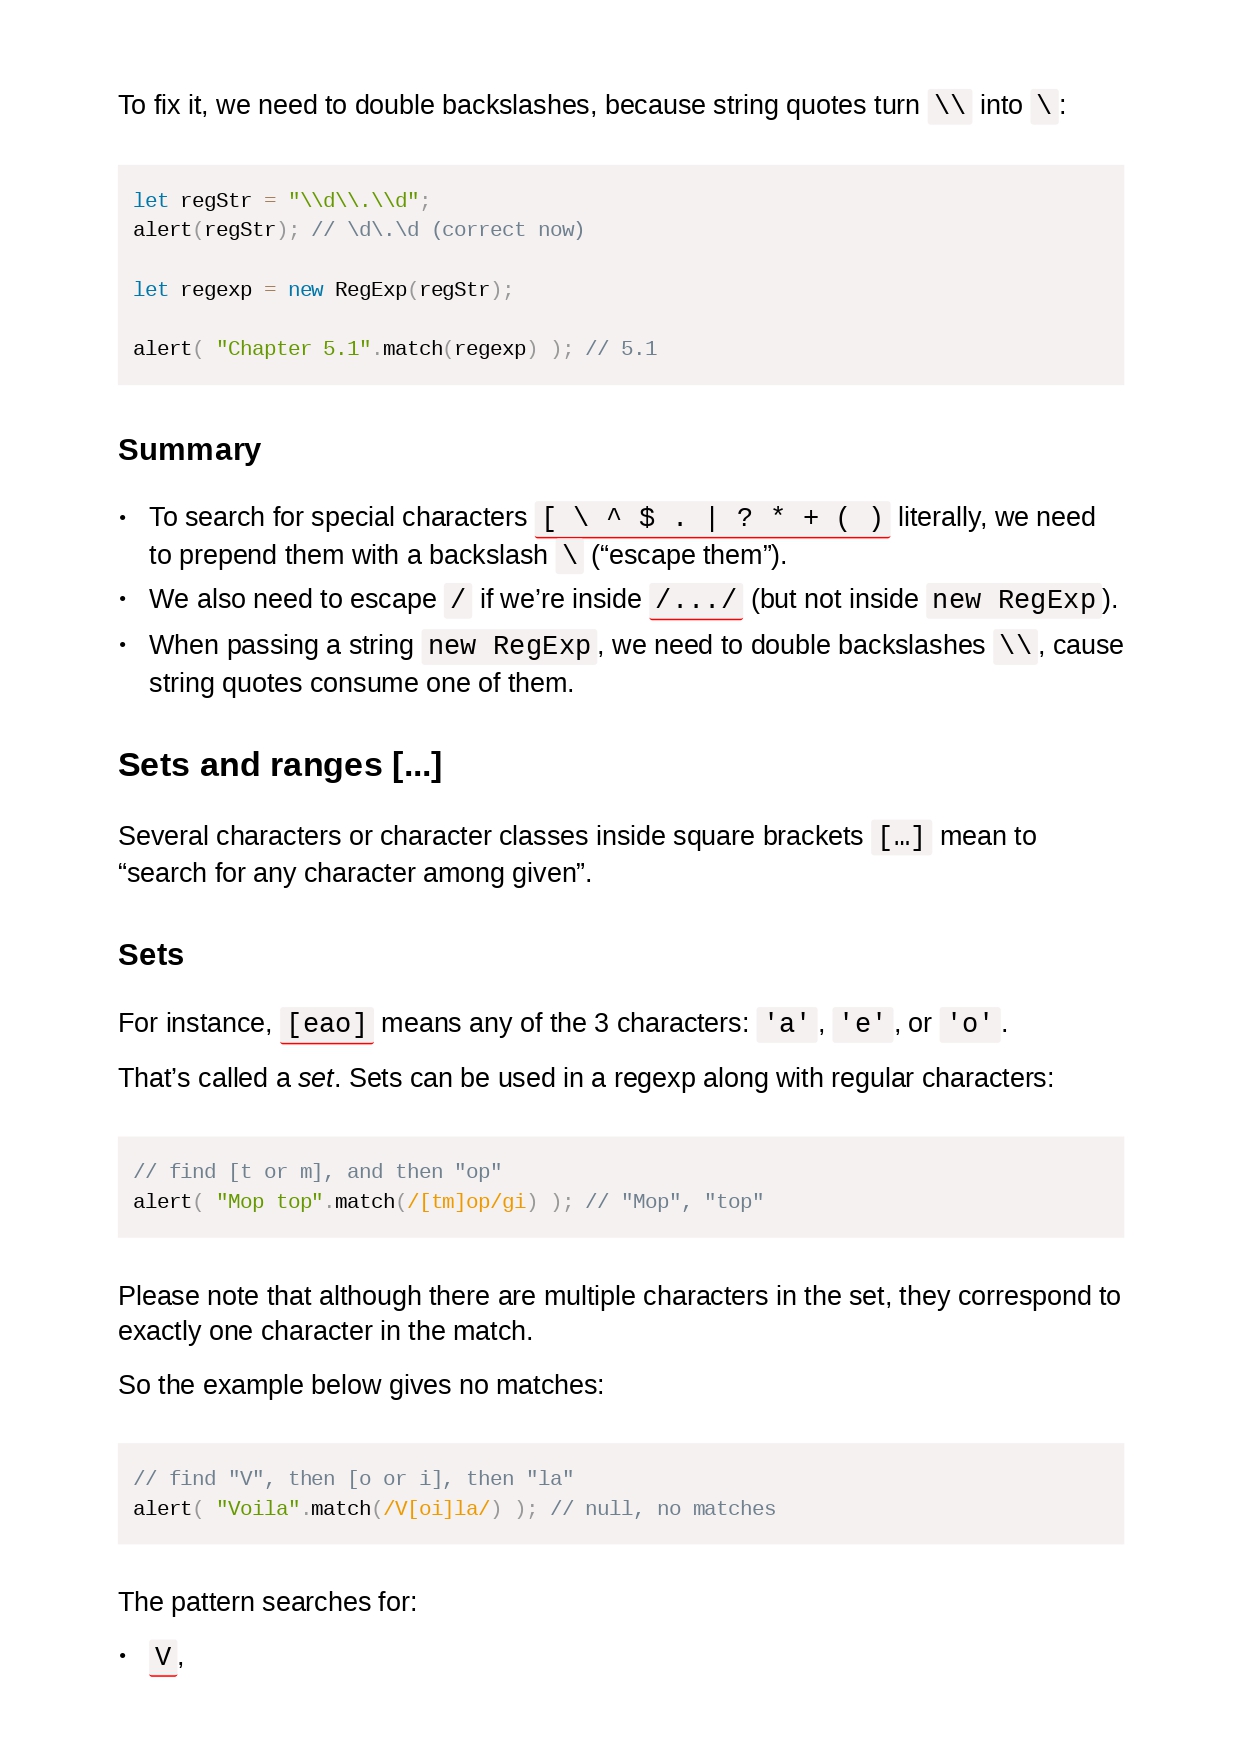 To fix it, we need to double backslashes, because string quotes turn \\ into \:
let regStr = "\\d\\.\\d";
alert(regStr); // \d\.\d (correct now)
let regexp = new RegExp(regStr);
alert( "Chapter 5.1".match(regexp) ); // 5.1
Summary
• To search for special characters [ \ ^ $ . | ? * + ( ) literally, we need
to prepend them with a backslash \ (“escape them”).
• We also need to escape / if we’re inside /.../ (but not inside new RegExp).
• When passing a string new RegExp, we need to double backslashes \\, cause
string quotes consume one of them.
Sets and ranges [...]
Several characters or character classes inside square brackets […] mean to
“search for any character among given”.
Sets
For instance, [eao] means any of the 3 characters: 'a', 'e', or 'o'.
That’s called a set. Sets can be used in a regexp along with regular characters:
// find [t or m], and then "op"
alert( "Mop top".match(/[tm]op/gi) ); // "Mop", "top"
Please note that although there are multiple characters in the set, they correspond to
exactly one character in the match.
So the example below gives no matches:
// find "V", then [o or i], then "la"
alert( "Voila".match(/V[oi]la/) ); // null, no matches
The pattern searches for:
• V,